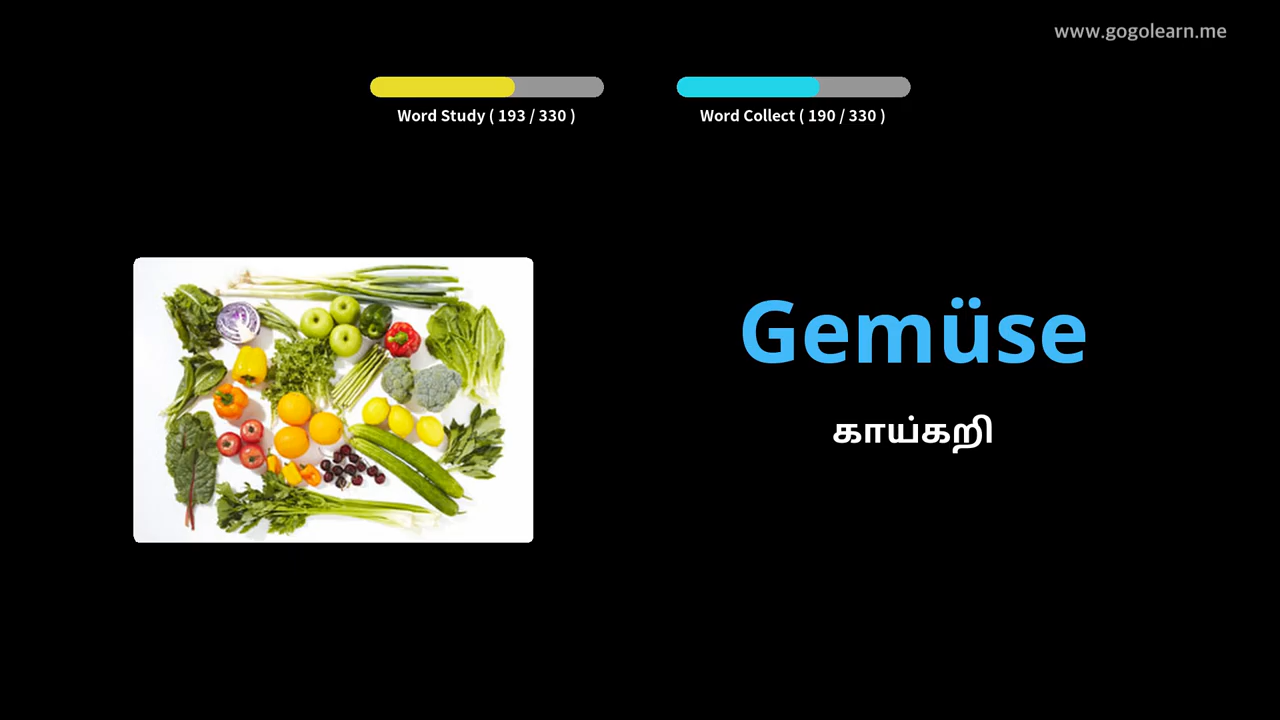 www.gogolearn.me
Word Study ( 193 / 330 )
Word Collect ( 190 / 330 )
Gemüse
காய்கறி